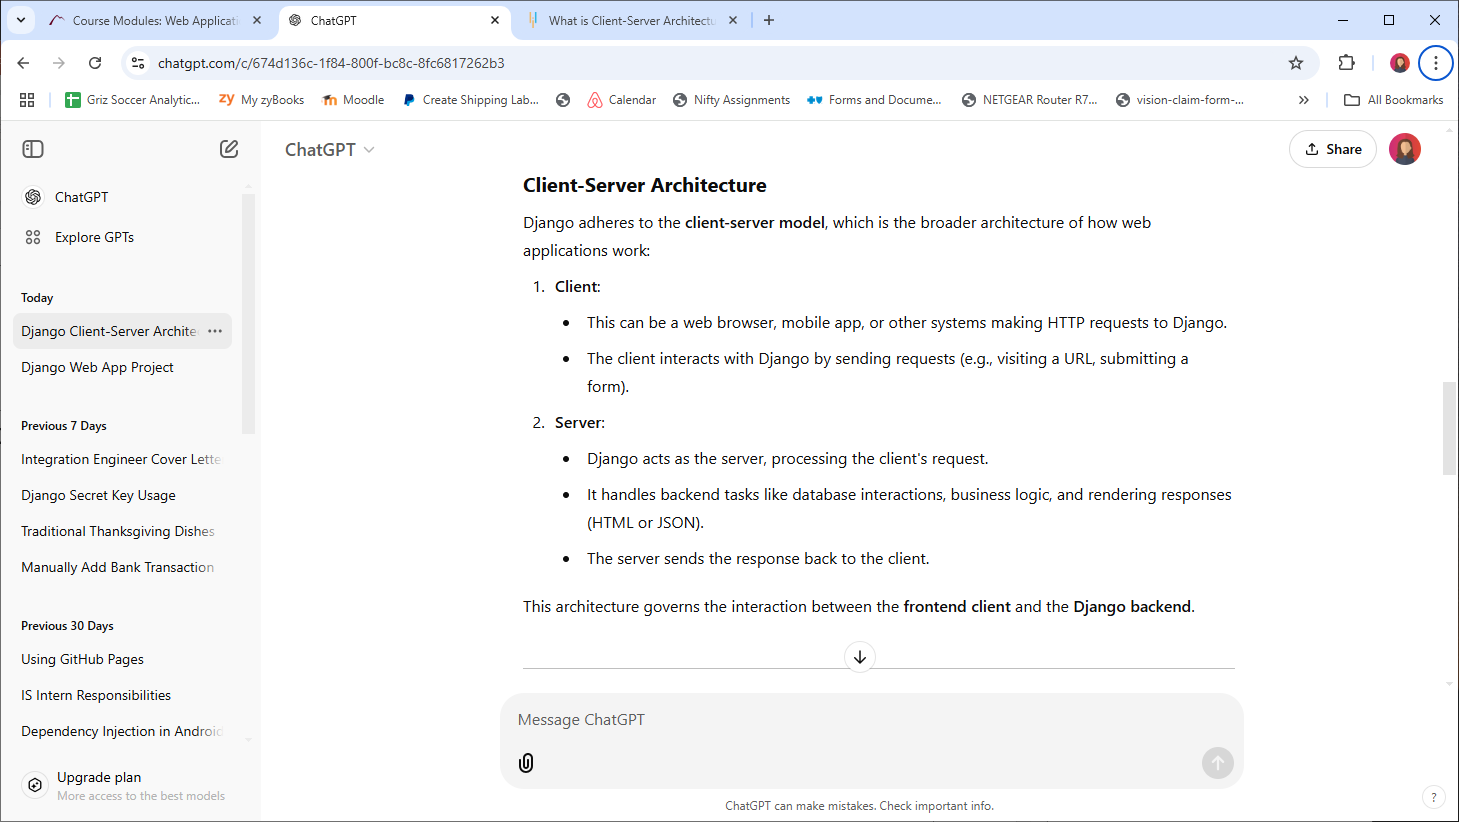 Course Modules: Web Applicati
ChatGPT
What is Client-Server Architectu
chatgpt.com/c/674d136c-1f84-800f-bc8c-8fc6817262b3
Griz Soccer Analytic...
zy My zyBooks
Moodle
Create Shipping Lab...
Calendar
Nifty Assignments
Forms and Docume...
NETGEAR Router R7...
vision-claim-form-...
All Bookmarks
ChatGPT
Explore GPTs
Today
Django Client-Server Archite
Django Web App Project
Previous 7 Days
Integration Engineer Cover Lette
Django Secret Key Usage
Traditional Thanksgiving Dishes
Manually Add Bank Transaction
Previous 30 Days
Using GitHub Pages
IS Intern Responsibilities
Dependency Injection in Android
Upgrade plan
More access to the best models
ChatGPT
Share
Client-Server Architecture
Django adheres to the client-server model, which is the broader architecture of how web
applications work:
1. Client:
• This can be a web browser, mobile app, or other systems making HTTP requests to Django.
• The client interacts with Django by sending requests (e.g., visiting a URL, submitting a
form).
2. Server:
• Django acts as the server, processing the client's request.
• It handles backend tasks like database interactions, business logic, and rendering responses
(HTML or JSON).
• The server sends the response back to the client.
This architecture governs the interaction between the frontend client and the Django backend.
Message ChatGPT
ChatGPT can make mistakes. Check important info.
?